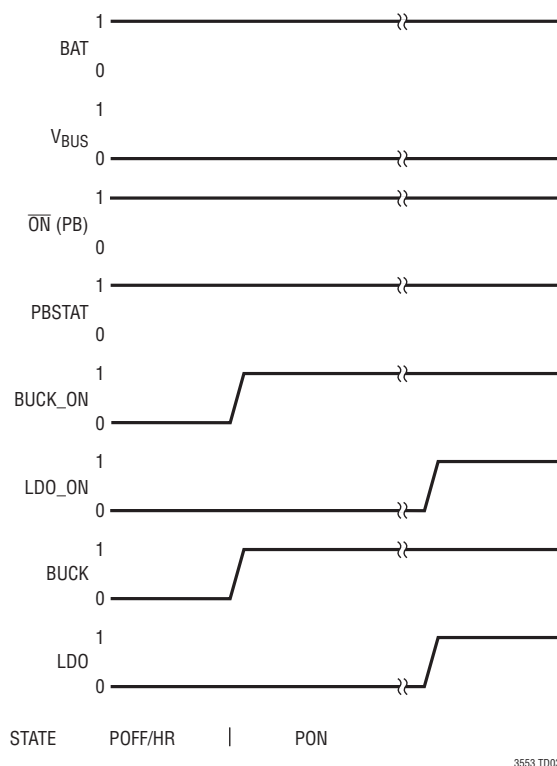 1
BAT
0
1
VBUS
0
1
ON (PB)
0
1
PBSTAT
0
1
BUCK_ON
0
1
LDO_ON
0
1
BUCK
0
1
LDO
0
STATE POFF/HR | PON
3553 TD03